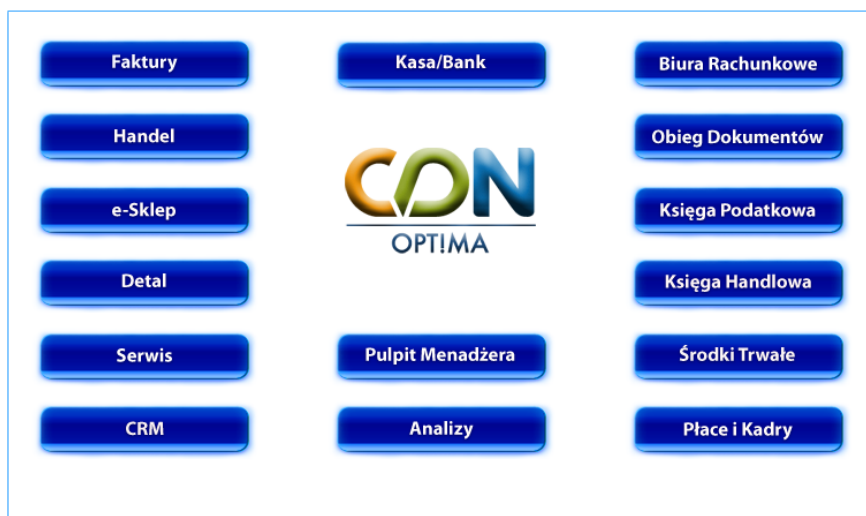 Faktury
Kasa/Bank
Biura Rachunkowe
Handel
Obieg Dokumentów
CDN
OPT!MA
e-Sklep
Księga Podatkowa
Detal
Księga Handlowa
Serwis
Pulpit Menadżera
Środki Trwałe
CRM
Analizy
Płace i Kadry